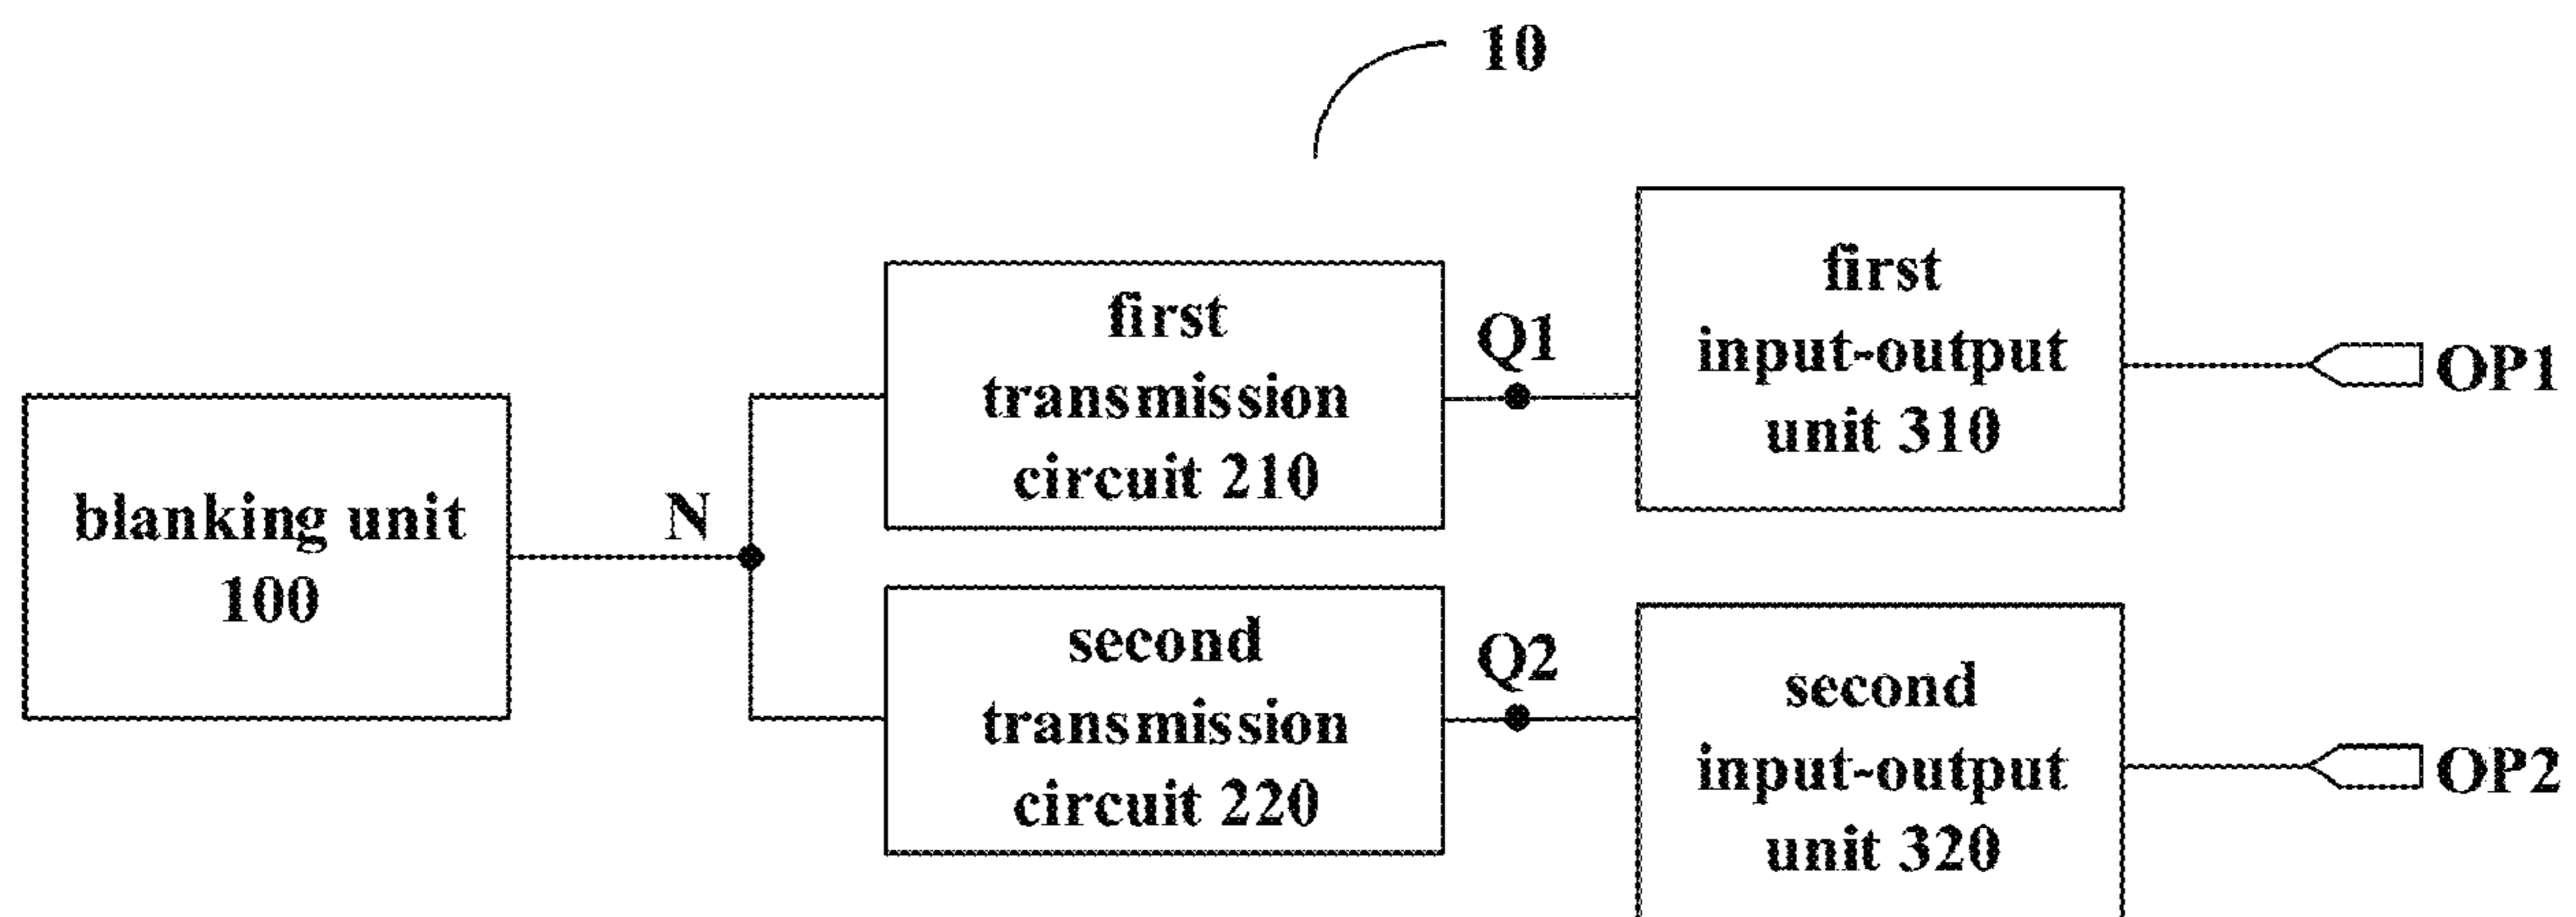 10
first
transmission
circuit 210
Q1
first
input-output
unit 310
OP1
blanking unit
100
N
second
transmission
circuit 220
Q2
second
input-output
unit 320
OP2